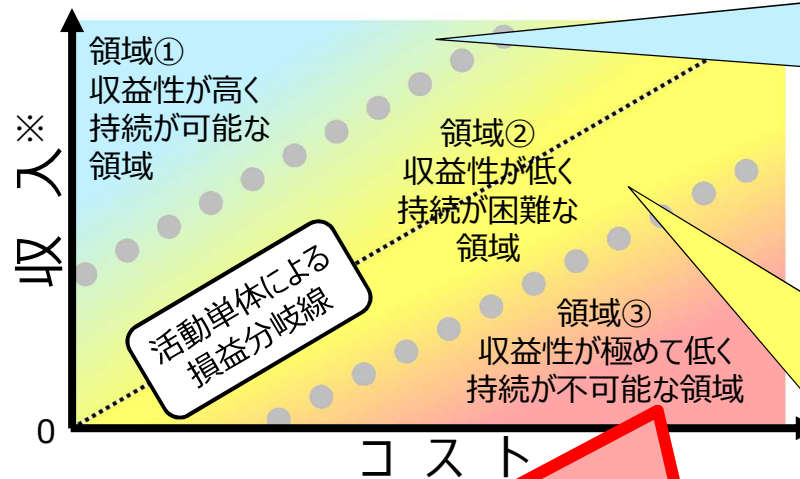 領域①
収益性が高く
持続が可能な
領域
領域②
収益性が低く
持続が困難な
領域
活動単体による
損益分岐線
領域③
収益性が極めて低く
持続が不可能な領域
収入※
0
コスト